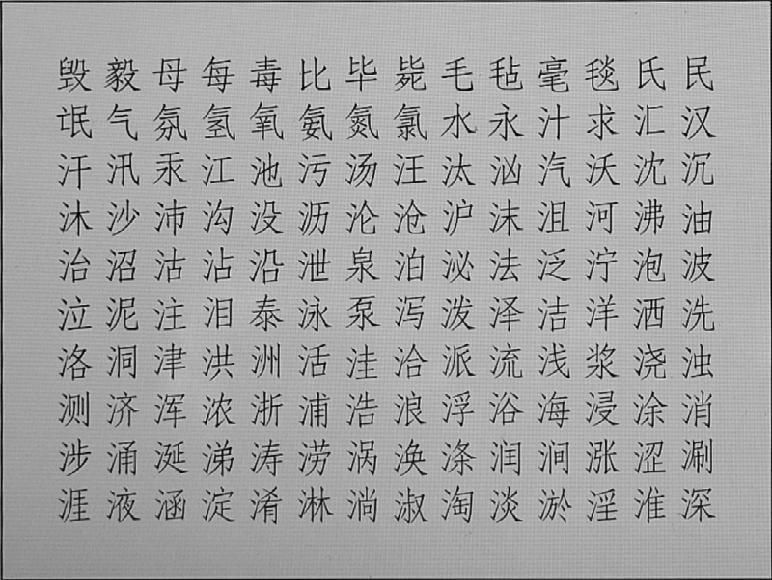 毁毅母每毒比毕毙毛毡毫毯氏民
氓气氛氢氧氨氮氯水永汁求汇汉
汗汛汞江池污汤汪汰汹汽沃沈沉
沐沙沛沟没沥沦沧沪沫沮河沸油
治沼沽沾沿泄泉泊泌法泛泞泡波
泣泥注泪泰泳泵泻泼泽洁洋洒洗
洛洞津洪洲活洼洽派流浅浆浇浊
测济浑浓浙浦浩浪浮浴海浸涂消
涉涌涎涕涛涝涡涣涤润涧涨涩涮
涯液涵淀淆淋淌淑淘淡淤淫淮深